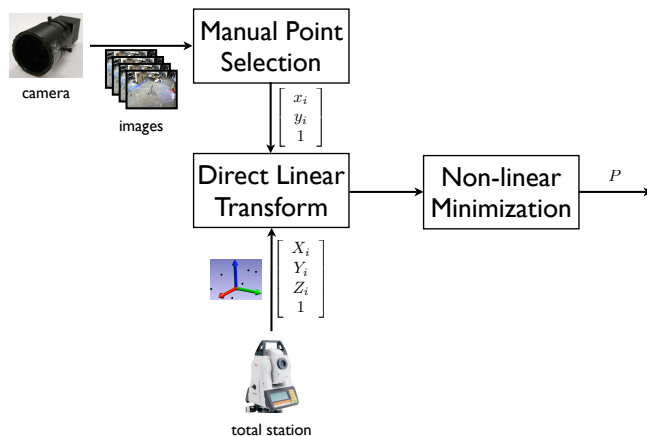 Manual Point
Selection
camera
images
x_i
y_i
1
Direct Linear
Transform
Non-linear
Minimization
P
X_i
Y_i
Z_i
1
total station